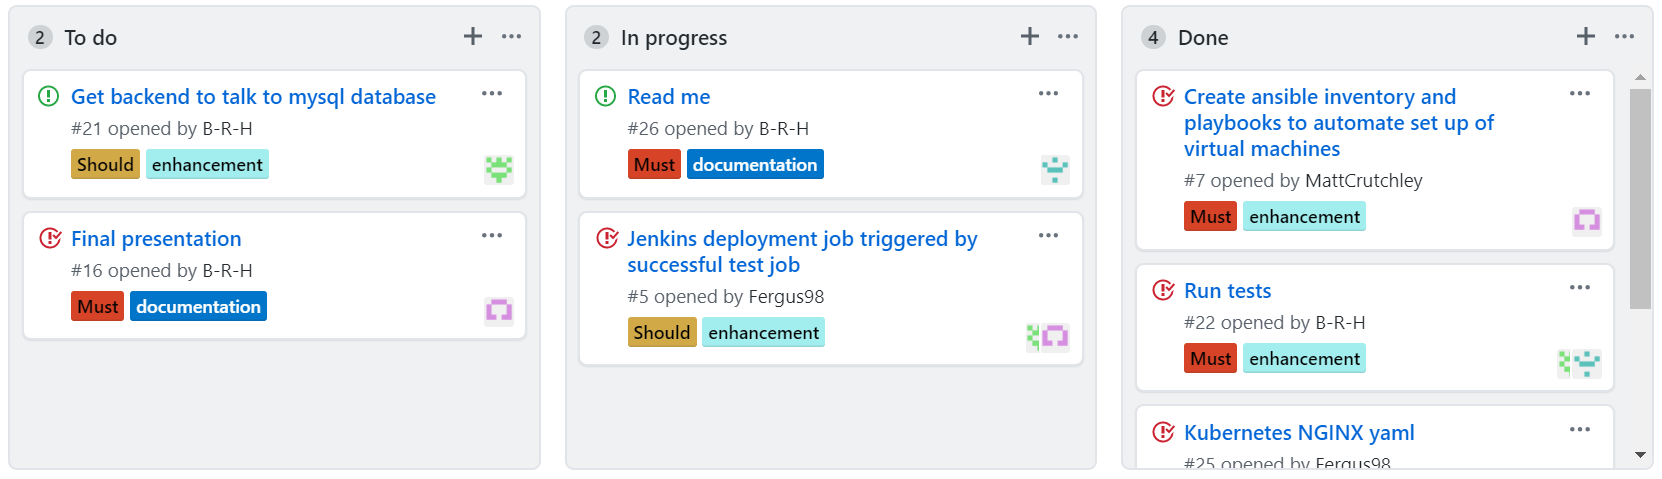 2 To do
Get backend to talk to mysql database
#21 opened by B-R-H
Should enhancement
Final presentation
#16 opened by B-R-H
Must documentation
2 In progress
Read me
#26 opened by B-R-H
Must documentation
Jenkins deployment job triggered by
successful test job
#5 opened by Fergus98
Should enhancement
4 Done
Create ansible inventory and
playbooks to automate set up of
virtual machines
#7 opened by MattCrutchley
Must enhancement
Run tests
#22 opened by B-R-H
Must enhancement
Kubernetes NGINX yaml
#25 opened by Fergus98